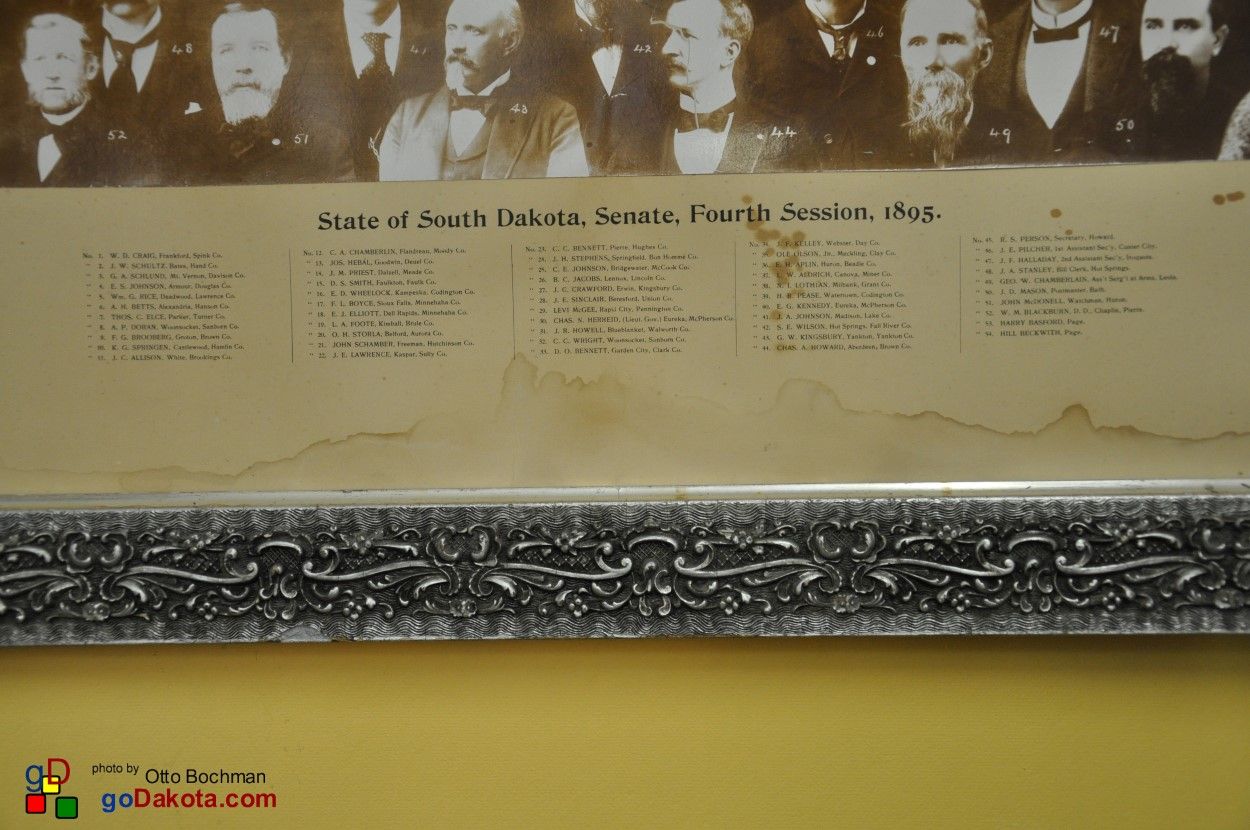 48
41
42
46
47
52
51
43
44
49
50
State of South Dakota, Senate, Fourth Session, 1895.
No. 1. W. D. CRAIG, Frankford, Spink Co.
" 2. J. W. SCHULTZ, Bates, Hand Co.
" 3. G. A. SCHLUND, Mt. Vernon, Davison Co.
" 4. E. S. JOHNSON, Armour, Douglas Co.
" 5. Wm. G. RICE, Deadwood, Lawrence Co.
" 6. A. H. BETTS, Alexandria, Hanson Co.
" 7. THOS. C. ELCE, Parker, Turner Co.
" 8. A. P. DORAN, Woonsocket, Sanborn Co.
" 9. F. G. BROOBERG, Groton, Brown Co.
" 10. K. G. SPRINGEN, Castlewood, Hamlin Co.
" 11. J. C. ALLISON, White, Brookings Co.
No. 12. C. A. CHAMBERLIN, Flandreau, Moody Co.
" 13. JOS. HEBAL, Goodwin, Deuel Co.
" 14. J. M. PRIEST, Dalzell, Meade Co.
" 15. D. S. SMITH, Faulkton, Faulk Co.
" 16. E. D. WHEELOCK, Kampeska, Codington Co.
" 17. F. L. BOYCE, Sioux Falls, Minnehaha Co.
" 18. E. J. ELLIOTT, Dell Rapids, Minnehaha Co.
" 19. L. A. FOOTE, Kimball, Brule Co.
" 20. O. H. STORLA, Belford, Aurora Co.
" 21. JOHN SCHAMBER, Freeman, Hutchinson Co.
" 22. J. E. LAWRENCE, Kaspar, Sully Co.
No. 23. C. C. BENNETT, Pierre, Hughes Co.
" 24. J. H. STEPHENS, Springfield, Bon Homme Co.
" 25. C. E. JOHNSON, Bridgewater, McCook Co.
" 26. B. C. JACOBS, Lennox, Lincoln Co.
" 27. J. C. CRAWFORD, Erwin, Kingsbury Co.
" 28. J. E. SINCLAIR, Beresford, Union Co.
" 29. LEVI McGEE, Rapid City, Pennington Co.
" 30. CHAS. N. HERREID, (Lieut. Gov.) Eureka, McPherson Co.
" 31. J. R. HOWELL, Blueblanket, Walworth Co.
" 32. C. C. WRIGHT, Woonsocket, Sanborn Co.
" 33. D. O. BENNETT, Garden City, Clark Co.
No. 34. J. F. KELLEY, Webster, Day Co.
" 35. OLE OLSON, Jr., Meckling, Clay Co.
" 36. E. H. APLIN, Huron, Beadle Co.
" 37. W. ALDRICH, Canova, Miner Co.
" 38. N. I. LOTHIAN, Milbank, Grant Co.
" 39. H. B. PEASE, Watertown, Codington Co.
" 40. E. G. KENNEDY, Eureka, McPherson Co.
" 41. J. A. JOHNSON, Madison, Lake Co.
" 42. S. E. WILSON, Hot Springs, Fall River Co.
" 43. G. W. KINGSBURY, Yankton, Yankton Co.
" 44. CHAS. A. HOWARD, Aberdeen, Brown Co.
No. 45. R. S. PERSON, Secretary, Howard.
" 46. J. E. PILCHER, 1st Assistant Sec'y, Custer City.
" 47. J. F. HALLADAY, 2nd Assistant Sec'y, Iroquois.
" 48. J. A. STANLEY, Bill Clerk, Hot Springs.
" 49. GEO. W. CHAMBERLAIN, Ass't Serg't at Arms, Leola.
" 50. J. D. MASON, Postmaster, Bath.
" 51. JOHN McDONELL, Watchman, Huron.
" 52. W. M. BLACKBURN, D. D., Chaplin, Pierre.
" 53. HARRY BASFORD, Page.
" 54. HILL BECKWITH, Page.
gD
photo by Otto Bochman
goDakota.com